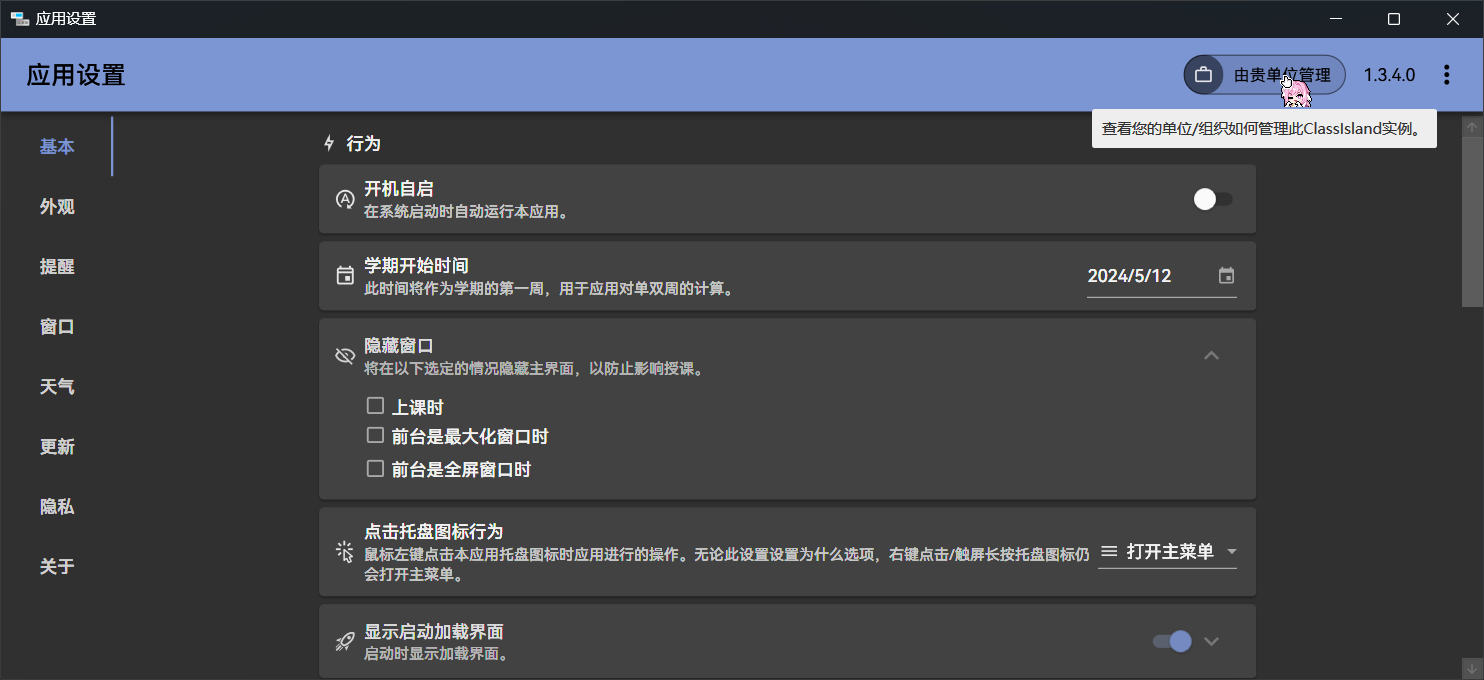 应用设置
应用设置
由贵单位管理
1.3.4.0
查看您的单位/组织如何管理此ClassIsland实例。
基本
外观
提醒
窗口
天气
更新
隐私
关于
行为
开机自启
在系统启动时自动运行本应用。
学期开始时间
此时间将作为学期的第一周，用于应用对单双周的计算。
2024/5/12
隐藏窗口
将在以下选定的情况隐藏主界面，以防止影响授课。
上课时
前台是最大化窗口时
前台是全屏窗口时
点击托盘图标行为
鼠标左键点击本应用托盘图标时应用进行的操作。无论此设置设置为什么选项，右键点击/触屏长按托盘图标仍
会打开主菜单。
打开主菜单
显示启动加载界面
启动时显示加载界面。